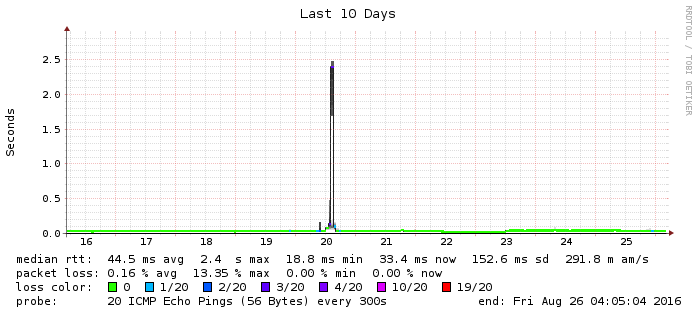 Last 10 Days
RRDTOOL / TOBI OETIKER
Seconds
2.5
2.0
1.5
1.0
0.5
0.0
16 17 18 19 20 21 22 23 24 25
median rtt: 44.5 ms avg 2.4 s max 18.8 ms min 33.4 ms now 152.6 ms sd 291.8 m am/s
packet loss: 0.16 % avg 13.35 % max 0.00 % min 0.00 % now
loss color: 0 1/20 2/20 3/20 4/20 10/20 19/20
probe: 20 ICMP Echo Pings (56 Bytes) every 300s end: Fri Aug 26 04:05:04 2016